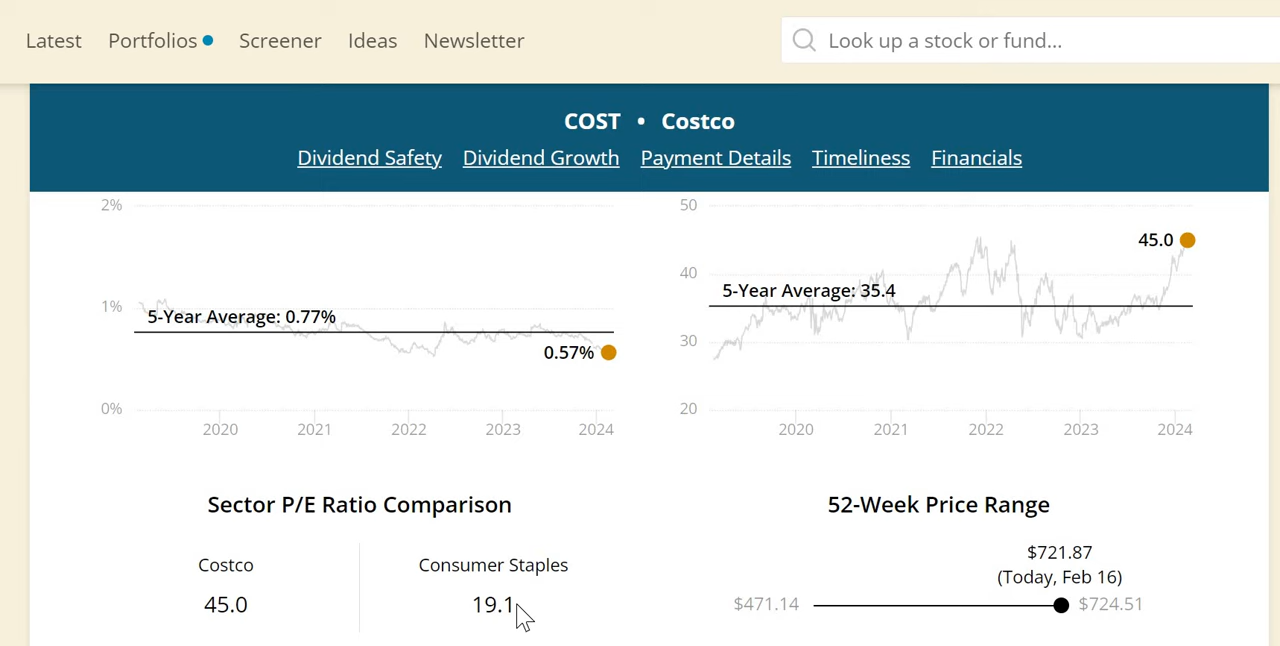 Latest Portfolios Screener Ideas Newsletter Look up a stock or fund...
COST • Costco
Dividend Safety Dividend Growth Payment Details Timeliness Financials
2%
1%
0%
5-Year Average: 0.77%
0.57%
2020 2021 2022 2023 2024
50
40
30
20
45.0
5-Year Average: 35.4
2020 2021 2022 2023 2024
Sector P/E Ratio Comparison
Costco Consumer Staples
45.0 19.1
52-Week Price Range
$721.87
(Today, Feb 16)
$471.14 $724.51